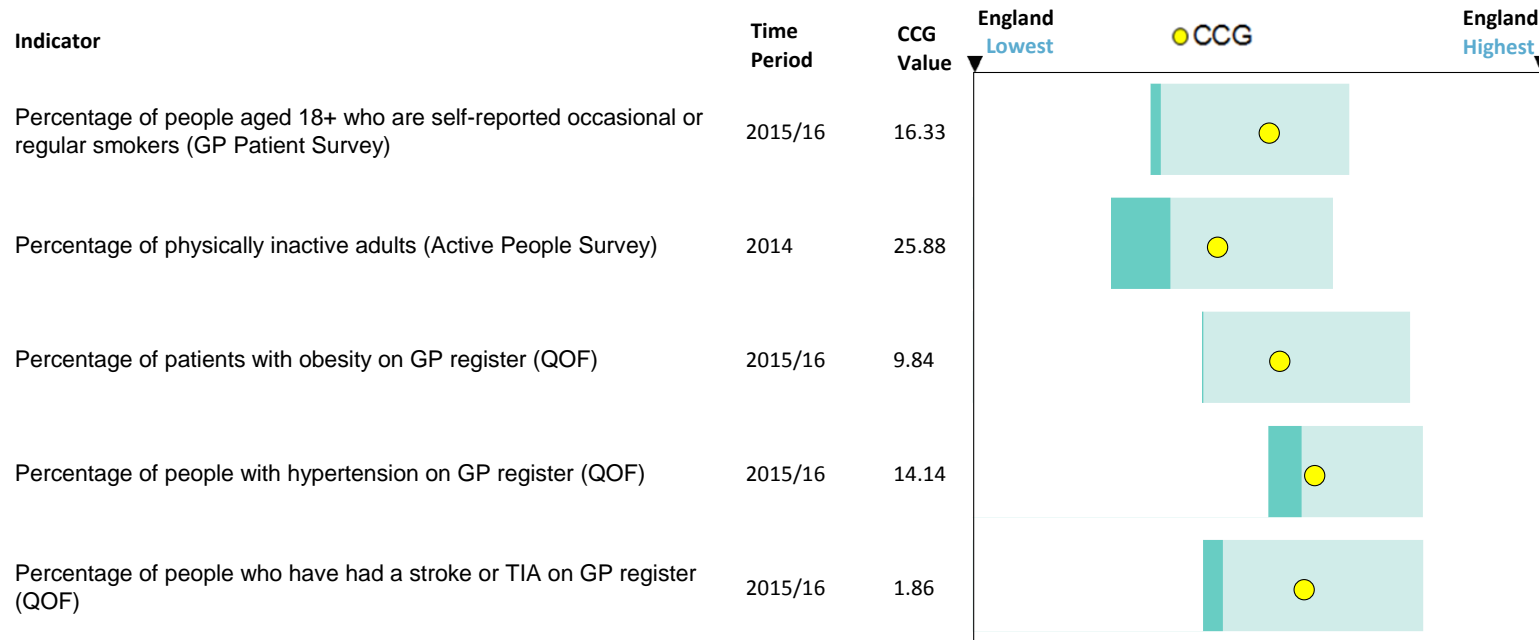 Indicator
Time
Period
CCG
Value
England
Lowest
CCG
England
Highest
Percentage of people aged 18+ who are self-reported occasional or
regular smokers (GP Patient Survey)
2015/16
16.33
Percentage of physically inactive adults (Active People Survey)
2014
25.88
Percentage of patients with obesity on GP register (QOF)
2015/16
9.84
Percentage of people with hypertension on GP register (QOF)
2015/16
14.14
Percentage of people who have had a stroke or TIA on GP register
(QOF)
2015/16
1.86